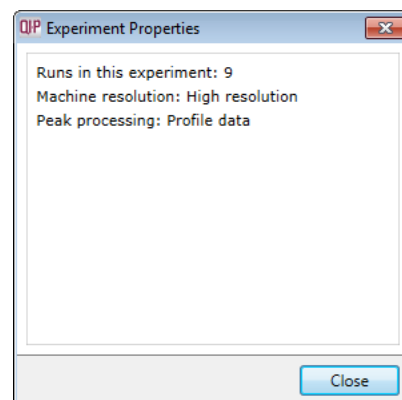 QIP Experiment Properties
Runs in this experiment: 9
Machine resolution: High resolution
Peak processing: Profile data
Close